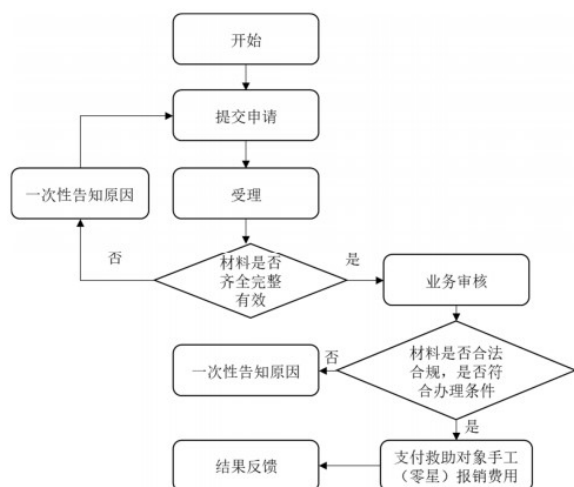 开始
提交申请
一次性告知原因
受理
否
材料是否
齐全完整
有效
是
业务审核
一次性告知原因
否
材料是否合法
合规，是否符
合办理条件
是
结果反馈
支付救助对象手工
（零星）报销费用